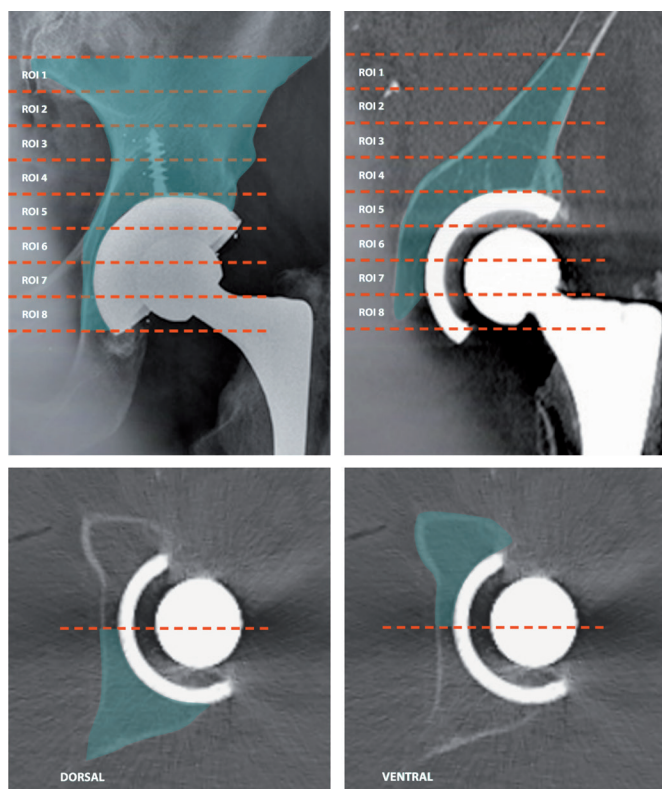 ROI 1
ROI 2
ROI 3
ROI 4
ROI 5
ROI 6
ROI 7
ROI 8
ROI 1
ROI 2
ROI 3
ROI 4
ROI 5
ROI 6
ROI 7
ROI 8
DORSAL
VENTRAL